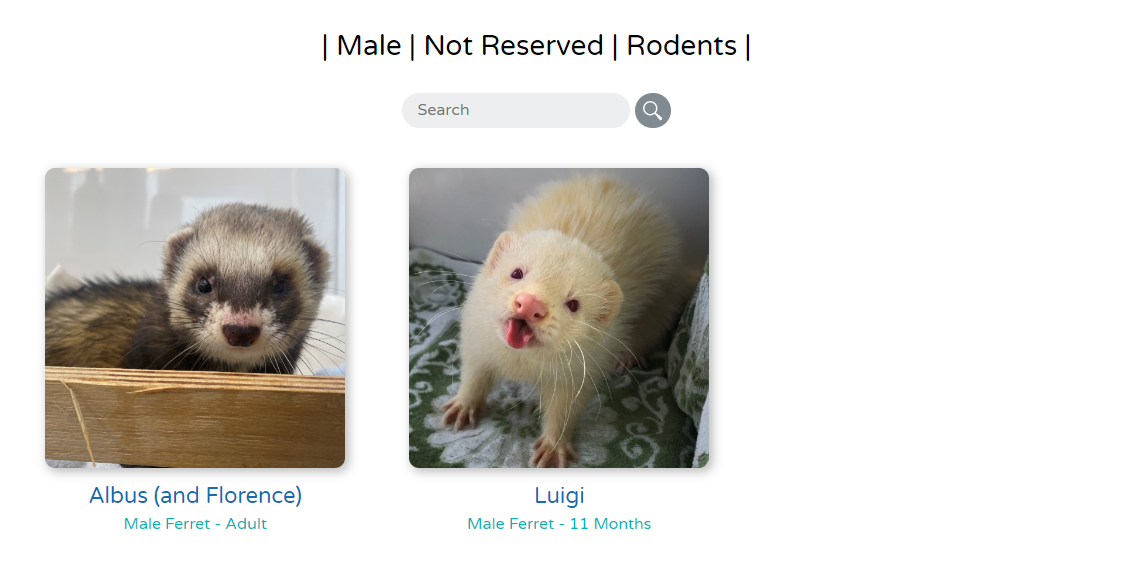 | Male | Not Reserved | Rodents |
Search
Albus (and Florence)
Male Ferret - Adult
Luigi
Male Ferret - 11 Months